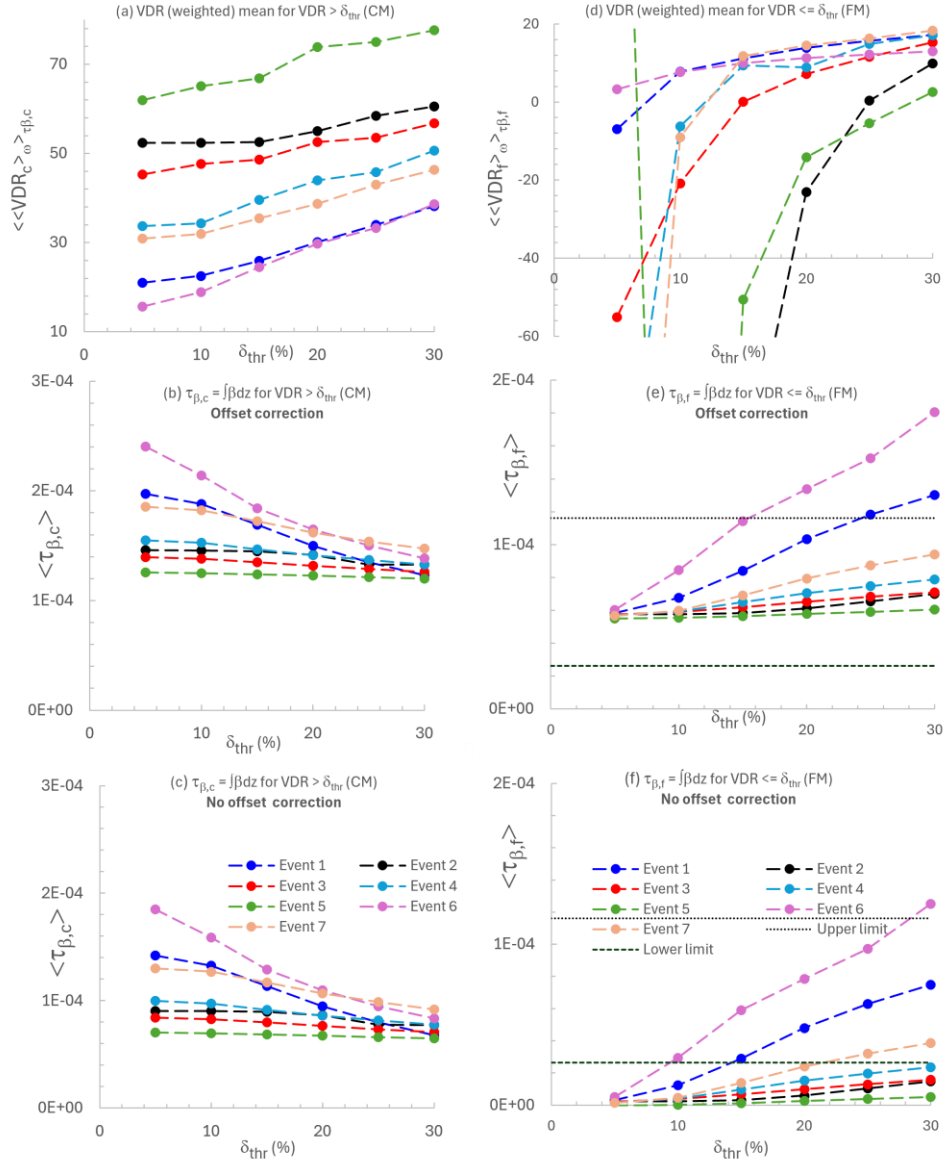 (a) VDR (weighted) mean for VDR > δthr (CM)
<<VDRc>ω>τβ,c
70
50
30
10
0
10
20
30
δthr (%)
(d) VDR (weighted) mean for VDR <= δthr (FM)
<<VDRf>ω>τβ,f
20
0
-20
-40
-60
0
10
20
30
δthr (%)
(b) τβ,c = ∫βdz for VDR > δthr (CM)
Offset correction
<τβ,c>
3E-04
2E-04
1E-04
0E+00
0
10
20
30
δthr (%)
(e) τβ,f = ∫βdz for VDR <= δthr (FM)
Offset correction
<τβ,f>
2E-04
1E-04
0E+00
0
10
20
30
δthr (%)
(c) τβ,c = ∫βdz for VDR > δthr (CM)
No offset correction
<τβ,c>
3E-04
2E-04
1E-04
0E+00
Event 1
Event 2
Event 3
Event 4
Event 5
Event 6
Event 7
0
10
20
30
δthr (%)
(f) τβ,f = ∫βdz for VDR <= δthr (FM)
No offset correction
<τβ,f>
2E-04
1E-04
0E+00
Event 1
Event 2
Event 3
Event 4
Event 5
Event 6
Event 7
Upper limit
Lower limit
0
10
20
30
δthr (%)